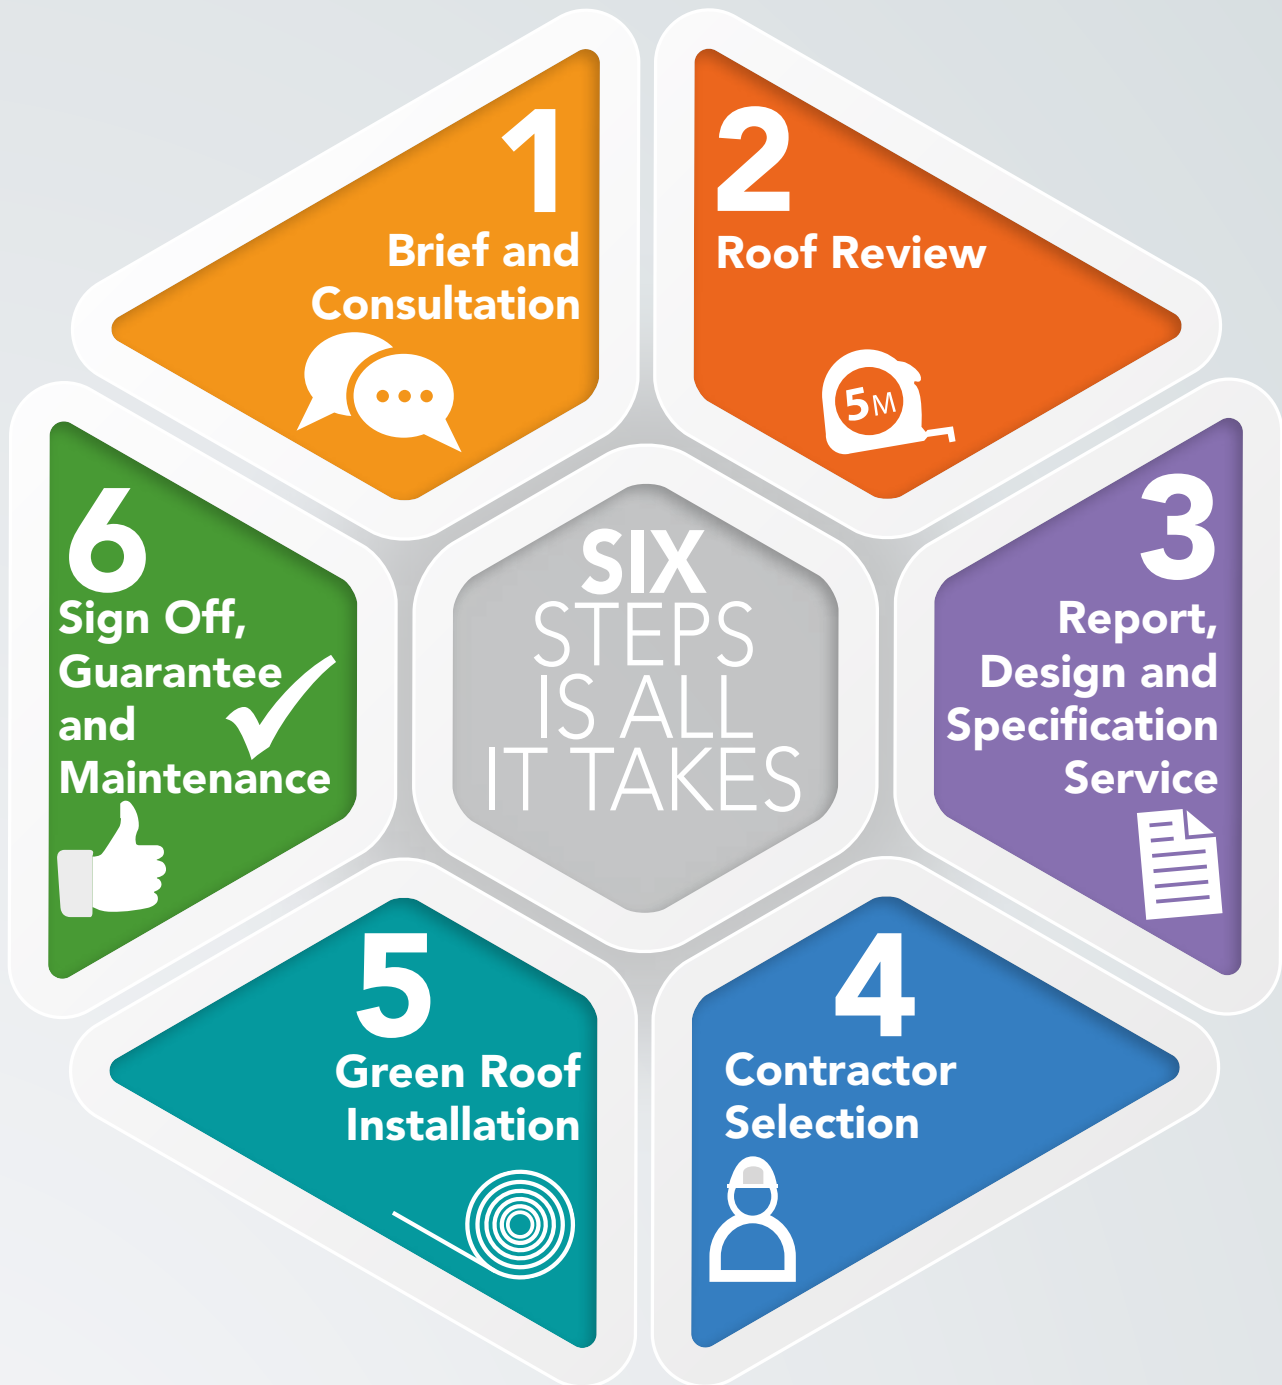 1
Brief and
Consultation
2
Roof Review
5M
3
Report,
Design and
Specification
Service
4
Contractor
Selection
5
Green Roof
Installation
6
Sign Off,
Guarantee
and
Maintenance
SIX
STEPS
IS ALL
IT TAKES